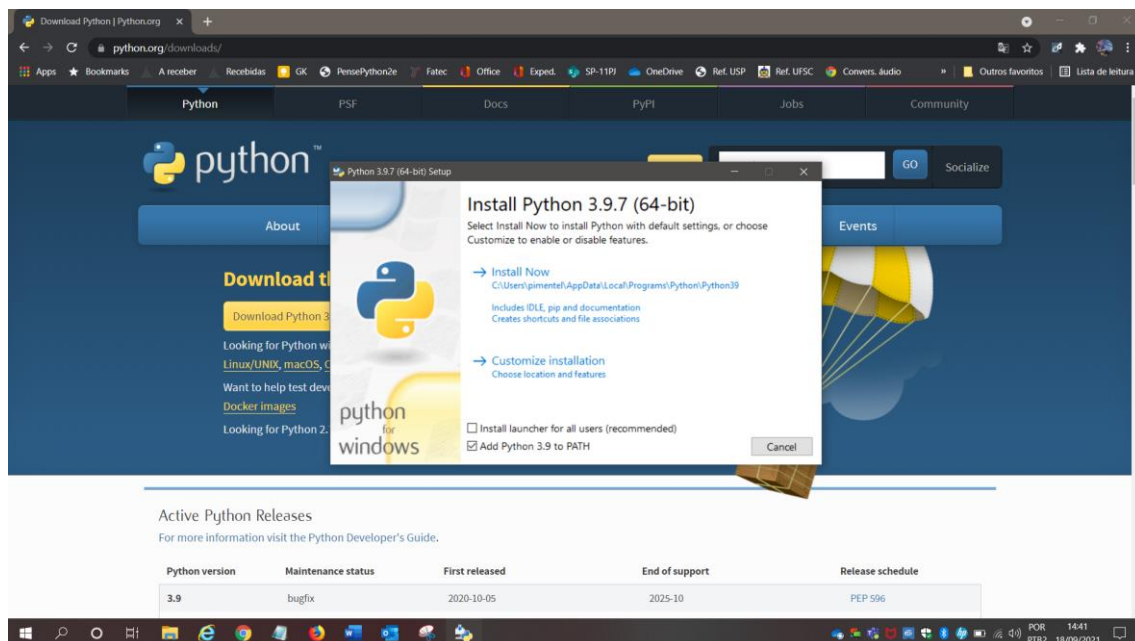 Download Python | Python.org
python.org/downloads/
Apps Bookmarks A receber Recebidas GK PensePython2e Fatec Office Exped. SP-11PJ OneDrive Ref. USP Ref. UFSC Convers. áudio » Outros favoritos Lista de leitura
Python PSF Docs PyPI Jobs Community
python™
GO Socialize
About Events
Download t
Download Python 3
Looking for Python wi
Linux/UNIX, macOS,
Want to help test deve
Docker images
Looking for Python 2.
Python 3.9.7 (64-bit) Setup
Install Python 3.9.7 (64-bit)
Select Install Now to install Python with default settings, or choose
Customize to enable or disable features.
→ Install Now
C:\Users\pimentel\AppData\Local\Programs\Python\Python39
Includes IDLE, pip and documentation
Creates shortcuts and file associations
→ Customize installation
Choose location and features
python
for
windows
Install launcher for all users (recommended)
Add Python 3.9 to PATH
Cancel
Active Python Releases
For more information visit the Python Developer's Guide.
Python version Maintenance status First released End of support Release schedule
3.9 bugfix 2020-10-05 2025-10 PEP 596
POR 14:41
PTB2 18/09/2021